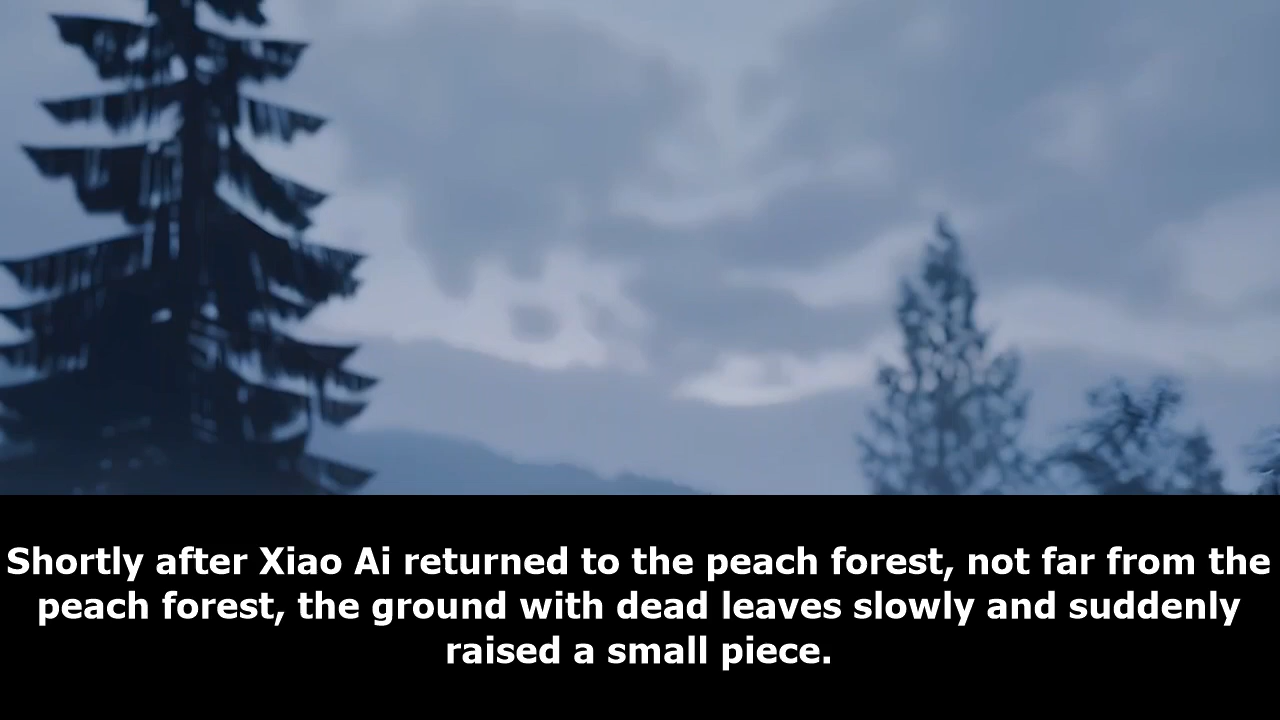 Shortly after Xiao Ai returned to the peach forest, not far from the
peach forest, the ground with dead leaves slowly and suddenly
raised a small piece.